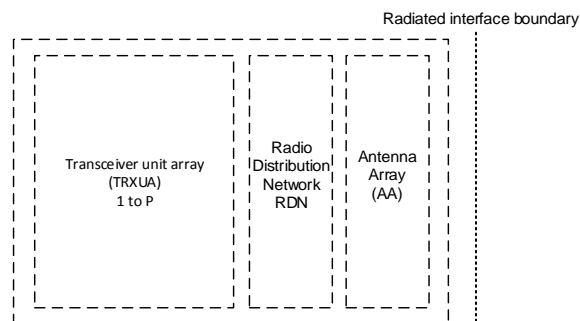 Radiated interface boundary
Transceiver unit array
(TRXUA)
1 to P
Radio
Distribution
Network
RDN
Antenna
Array
(AA)